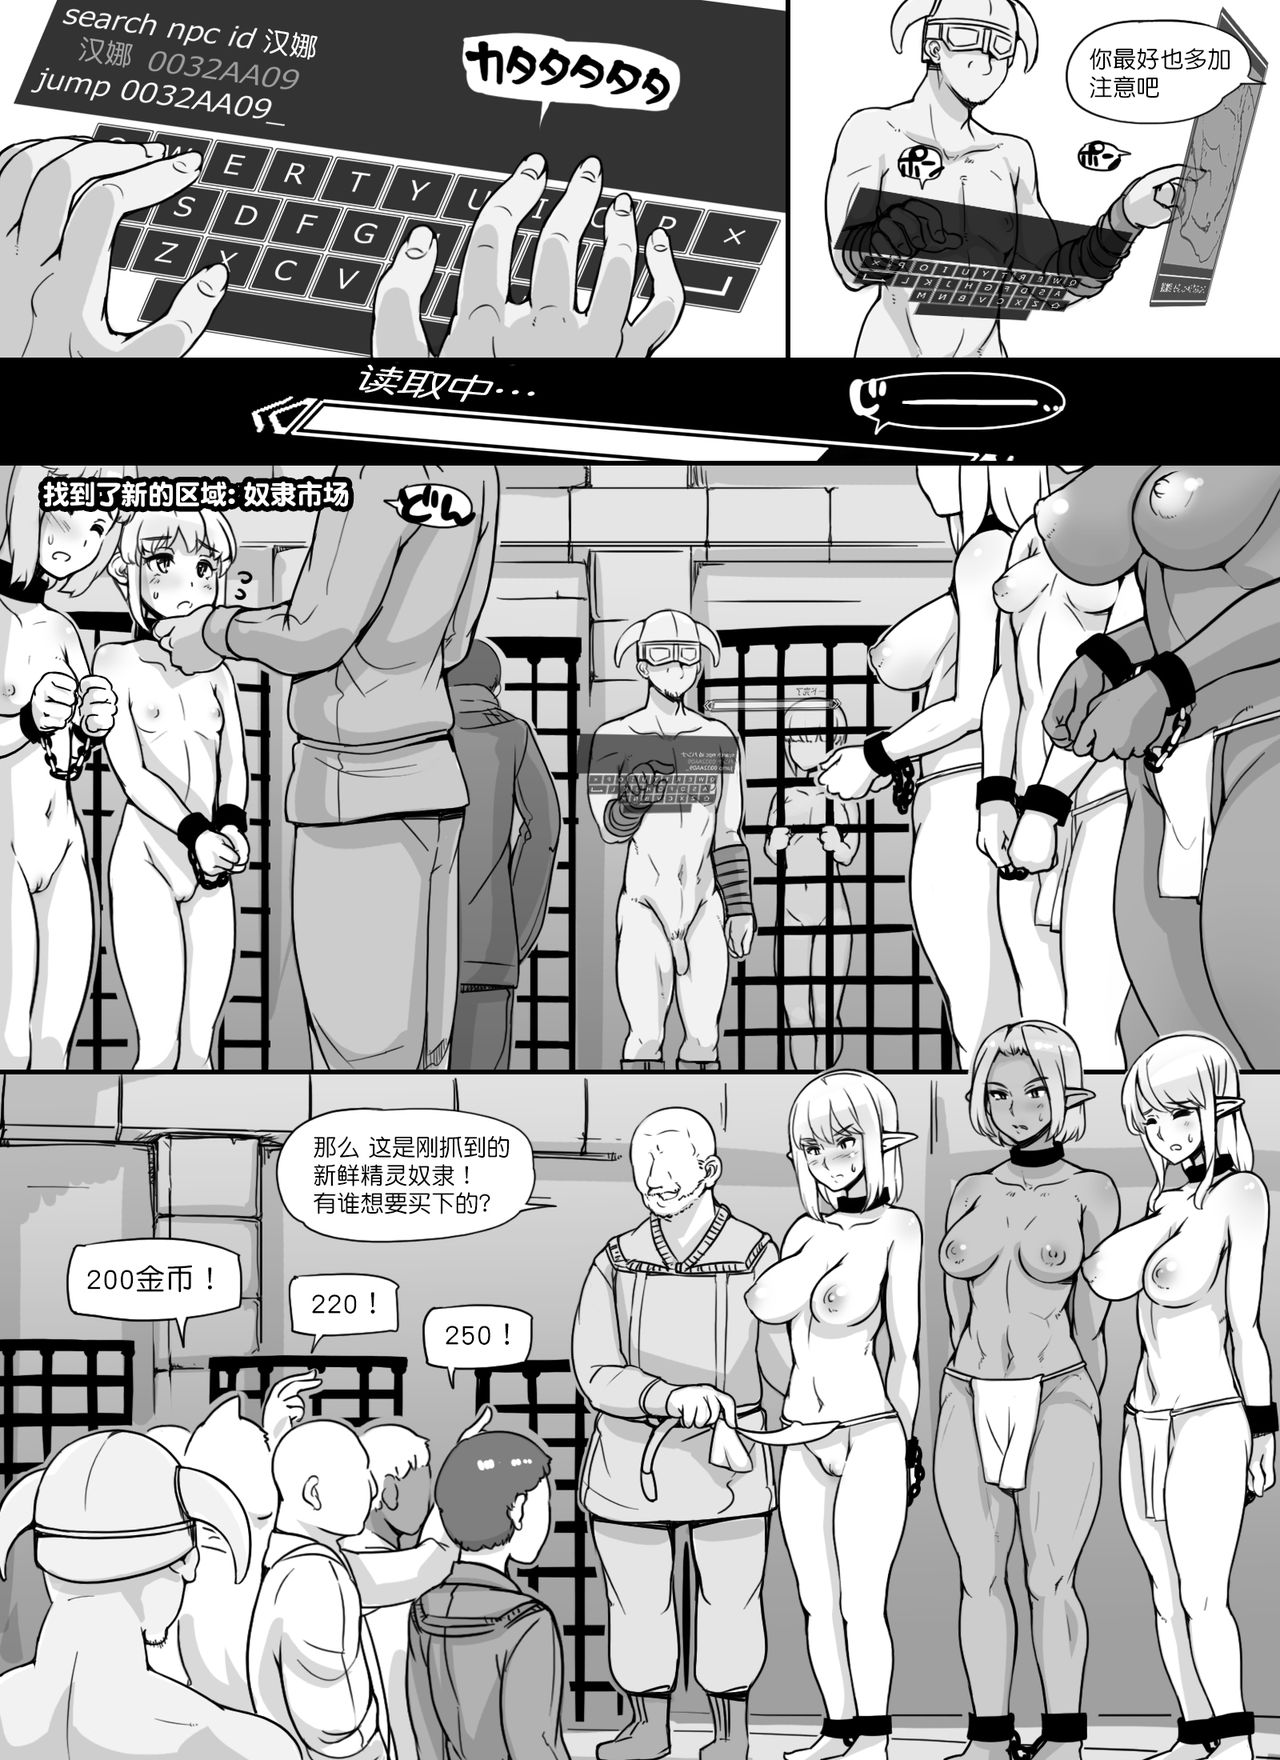 search npc id 汉娜
汉娜 0032AA09
jump 0032AA09_
カタタタタタ
W E R T Y U I O P ×
S D F G
Z X C V
你最好也多加
注意吧
ポン
ポン
读取中…
じ――…
找到了新的区域: 奴隶市场
どん
那么 这是刚抓到的
新鲜精灵奴隶！
有谁想要买下的?
200金币！
220！
250！